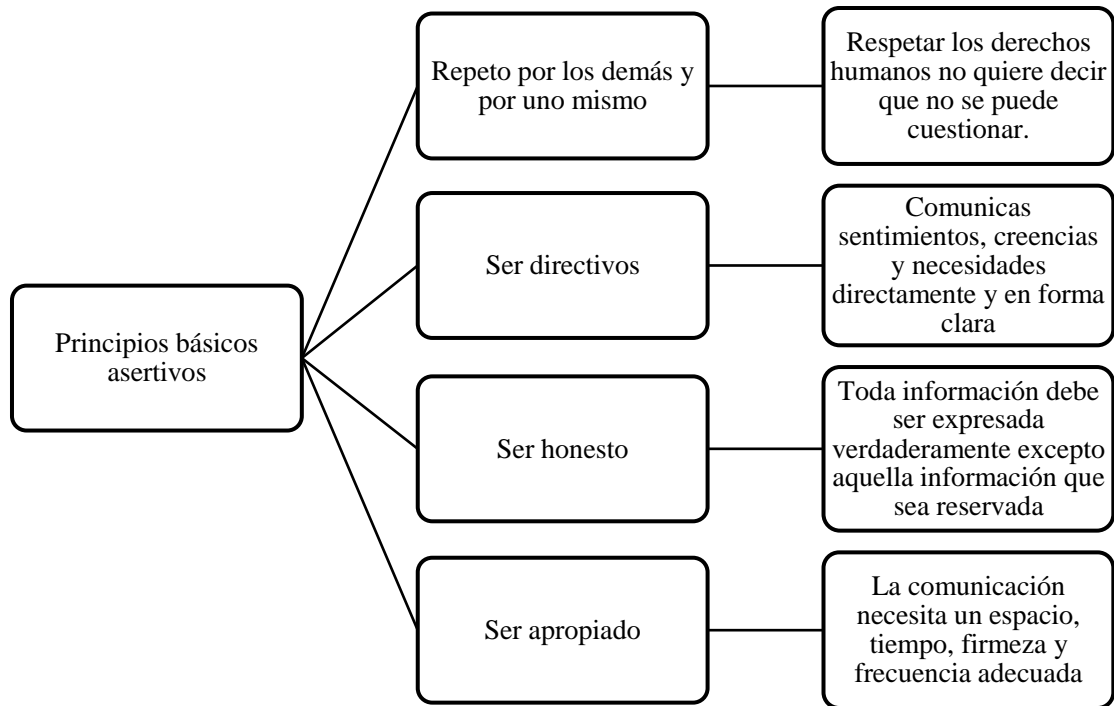 Principios básicos
asertivos
Repeto por los demás y
por uno mismo
Respetar los derechos
humanos no quiere decir
que no se puede
cuestionar.
Ser directivos
Comunicas
sentimientos, creencias
y necesidades
directamente y en forma
clara
Ser honesto
Toda información debe
ser expresada
verdaderamente excepto
aquella información que
sea reservada
Ser apropiado
La comunicación
necesita un espacio,
tiempo, firmeza y
frecuencia adecuada